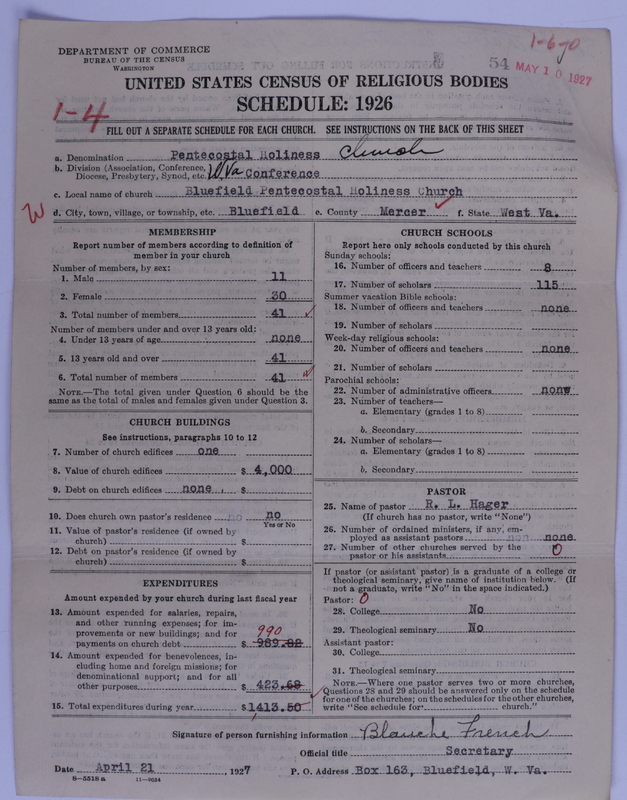 1-6-0
DEPARTMENT OF COMMERCE
BUREAU OF THE CENSUS
WASHINGTON
54
MAY 10 1927
UNITED STATES CENSUS OF RELIGIOUS BODIES
SCHEDULE: 1926
1-4
FILL OUT A SEPARATE SCHEDULE FOR EACH CHURCH. SEE INSTRUCTIONS ON THE BACK OF THIS SHEET
a. Denomination Pentecostal Holiness Church
b. Division (Association, Conference, Diocese, Presbytery, Synod, etc. W, Va Conference
c. Local name of church Bluefield Pentecostal Holiness Church
W
d. City, town, village, or township, etc. Bluefield e. County Mercer f. State West Va.
MEMBERSHIP
Report number of members according to definition of
member in your church
Number of members, by sex:
1. Male 11
2. Female 30
3. Total number of members 41
Number of members under and over 13 years old:
4. Under 13 years of age none
5. 13 years old and over 41
6. Total number of members 41
NOTE.—The total given under Question 6 should be the
same as the total of males and females given under Question 3.
CHURCH BUILDINGS
See instructions, paragraphs 10 to 12
7. Number of church edifices one
8. Value of church edifices $ 4,000
9. Debt on church edifices none $
10. Does church own pastor's residence no no
Yes or No
11. Value of pastor's residence (if owned by
church) $
12. Debt on pastor's residence (if owned by
church) $
EXPENDITURES
Amount expended by your church during last fiscal year
13. Amount expended for salaries, repairs,
and other running expenses; for im-
provements or new buildings; and for
990
payments on church debt $ 989.82
14. Amount expended for benevolences, in-
cluding home and foreign missions; for
denominational support; and for all
other purposes $ 423.68
15. Total expenditures during year $ 1413.50
CHURCH SCHOOLS
Report here only schools conducted by this church
Sunday schools:
16. Number of officers and teachers 8
17. Number of scholars 115
Summer vacation Bible schools:
18. Number of officers and teachers none
19. Number of scholars
Week-day religious schools:
20. Number of officers and teachers none
21. Number of scholars
Parochial schools:
22. Number of administrative officers none
23. Number of teachers—
a. Elementary (grades 1 to 8)
b. Secondary
24. Number of scholars—
a. Elementary (grades 1 to 8)
b. Secondary
PASTOR
25. Name of pastor R. L. Hager
(If church has no pastor, write "None")
26. Number of ordained ministers, if any, em-
ployed as assistant pastors none
27. Number of other churches served by the
pastor or his assistants 0
If pastor (or assistant pastor) is a graduate of a college or
theological seminary, give name of institution below. (If
not a graduate, write "No" in the space indicated.)
Pastor: 0
28. College No
29. Theological seminary No
Assistant pastor:
30. College
31. Theological seminary
NOTE.—Where one pastor serves two or more churches,
Questions 28 and 29 should be answered only on the schedule
for one of the churches; on the schedules for the other churches,
write "See schedule for church."
Signature of person furnishing information Blanche French
Official title Secretary
Date April 21 1927 P. O. Address Box 163, Bluefield, W. Va.
8-5518 a 11-9034